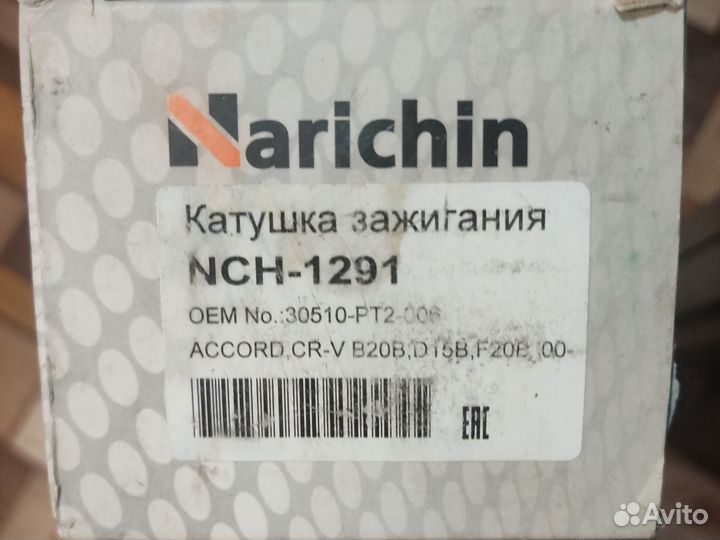 Narichin
Катушка зажигания
NCH-1291
OEM No.:30510-PT2-006
ACCORD,CR-V B20B,D15B,F20B, 00-
EAC
Avito